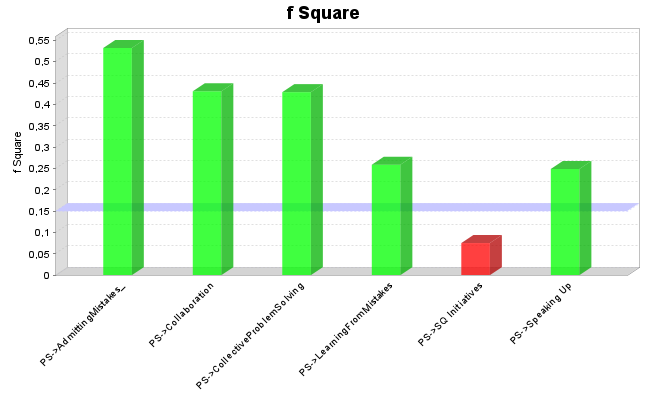 f Square
f Square
0,55
0,5
0,45
0,4
0,35
0,3
0,25
0,2
0,15
0,1
0,05
0
PS->AdmittingMistakes_
PS->Collaboration
PS->CollectiveProblemSolving
PS->LearningFromMistakes
PS->SQ Initiatives
PS->Speaking Up